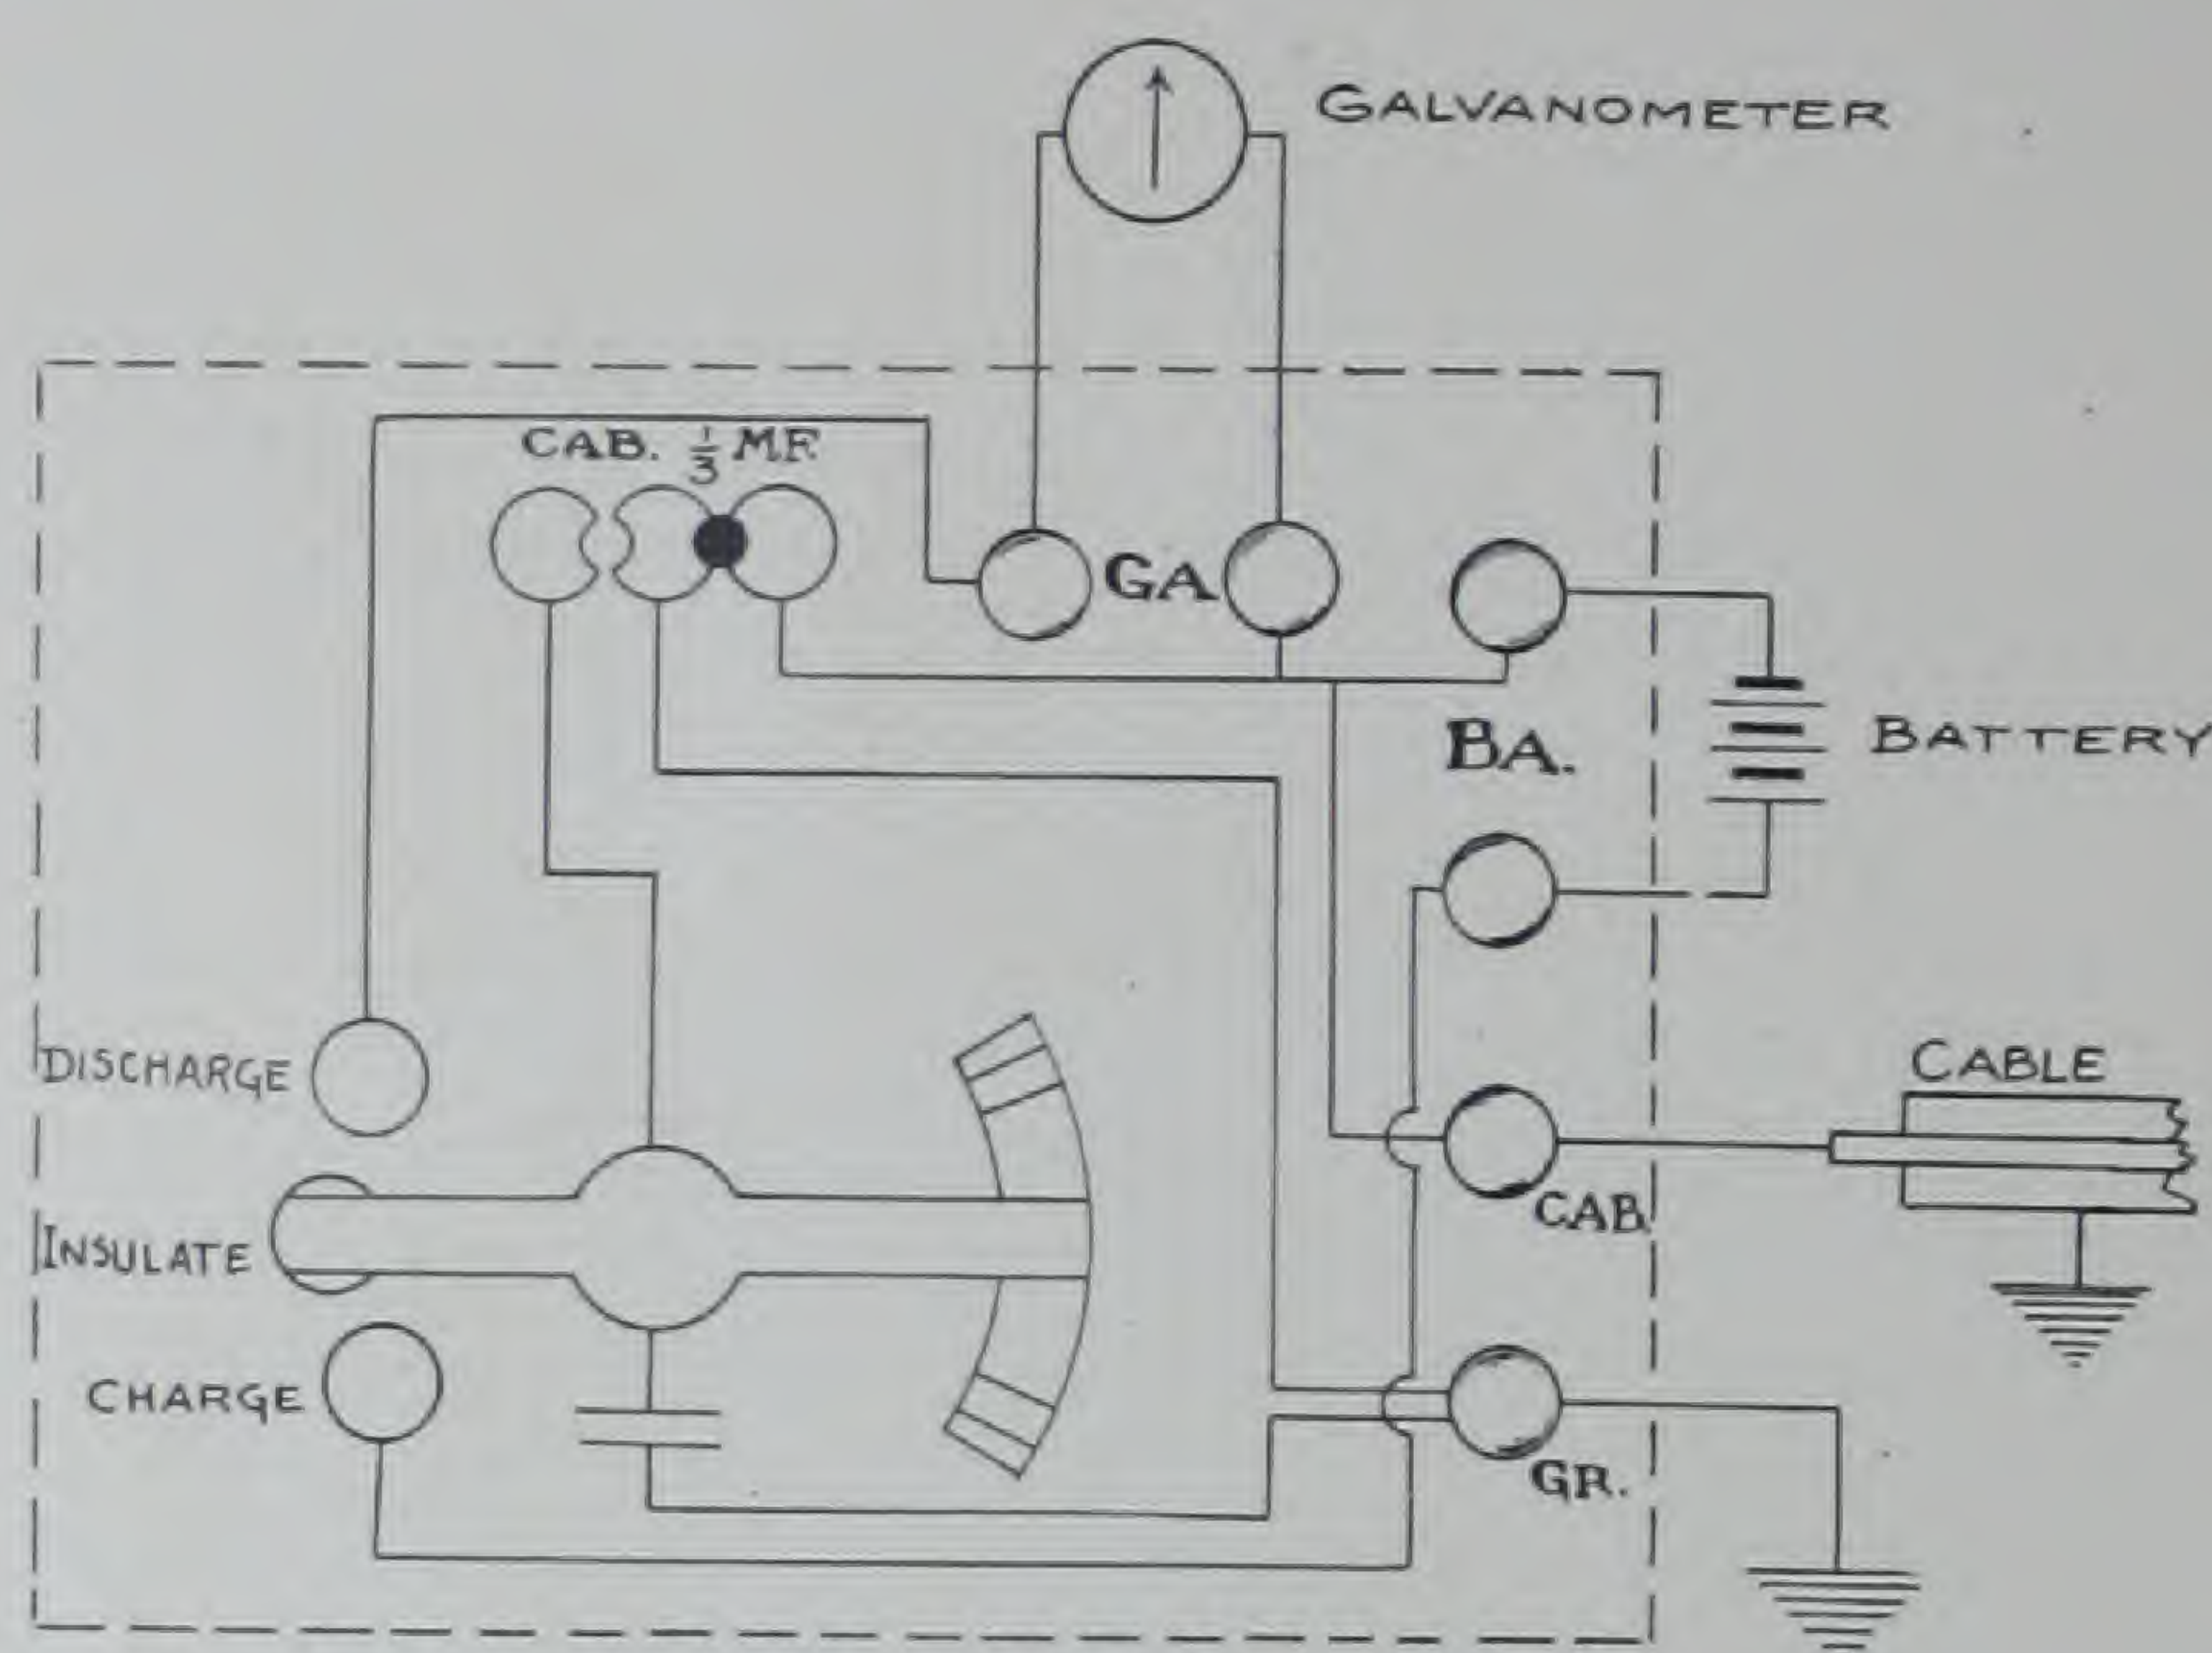 GALVANOMETER
CAB. 1/3 MF.
GA
BA.
BATTERY
DISCHARGE
CABLE
INSULATE
CAB
CHARGE
GR.